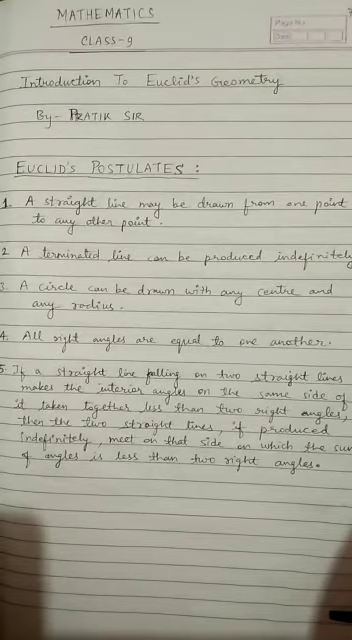 MATHEMATICS
Page No.
Date
CLASS-9
Introduction To Euclid's Geometry
By- PRATIK SIR
EUCLID'S POSTULATES :
1. A straight line may be drawn from one point
to any other point.
2 A terminated line can be produced indefinitely
3. A circle can be drawn with any centre and
any radius.
4. All right angles are equal to one another.
5. If a straight line falling on two straight lines
makes the interior angles on the same side of
it taken together less than two right angles,
then the two straight lines, if produced
indefinitely, meet on that side on which the sum
of angles is less than two right angles.